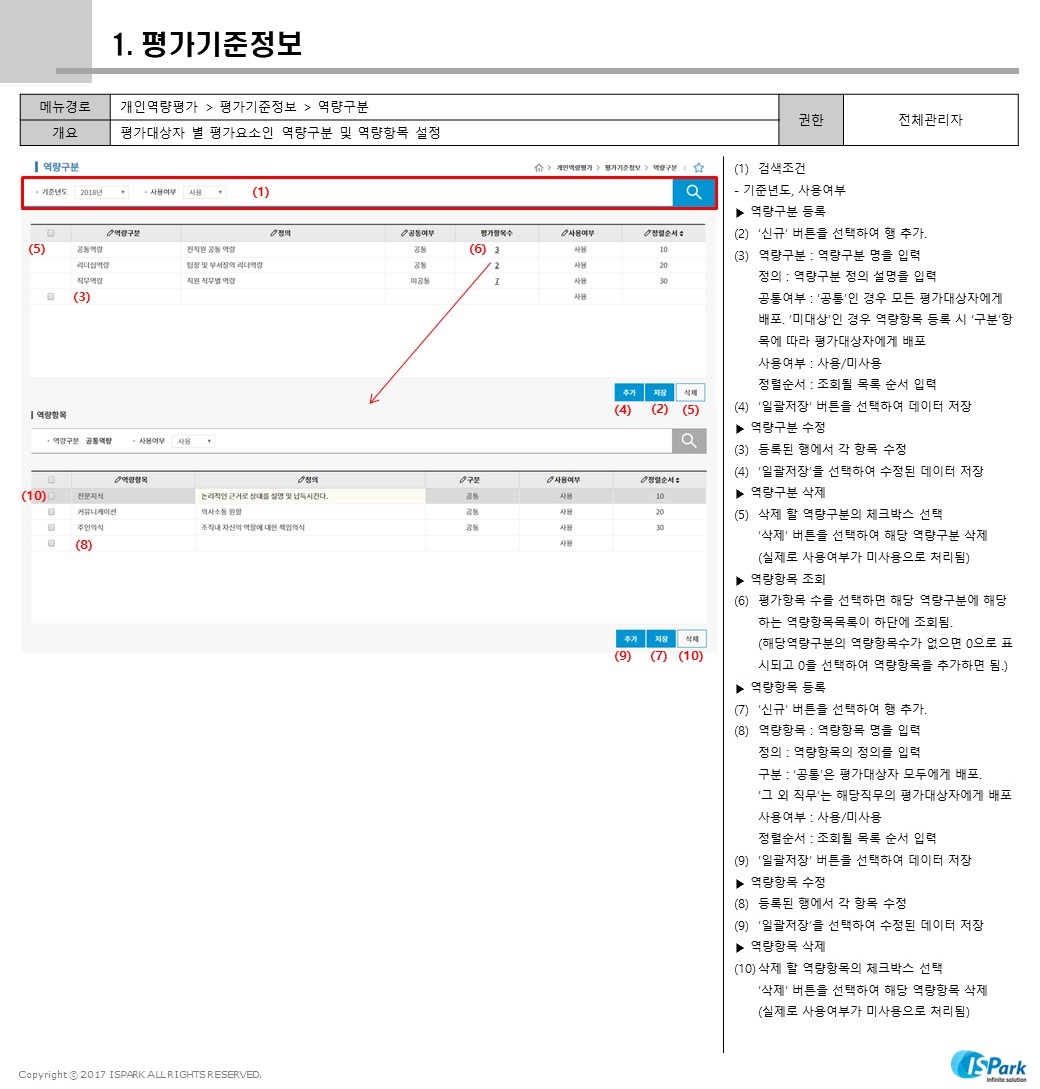 1. 평가기준정보
메뉴경로 개인역량평가 > 평가기준정보 > 역량구분 권한 전체관리자
개요 평가대상자 별 평가요소인 역량구분 및 역량항목 설정
역량구분 개인역량평가 > 평가기준정보 > 역량구분
기준년도 2018년 사용여부 사용 (1)
역량구분 정의 공통여부 평가항목수 사용여부 정렬순서
(5) 공통역량 전직원 공통 역량 공통 (6) 3 사용 10
리더십역량 팀장 및 부서장의 리더역량 공통 2 사용 20
직무역량 직원 직무별 역량 미공통 7 사용 30
(3) 사용
추가 저장 삭제
(4) (2) (5)
역량항목
역량구분 공통역량 사용여부 사용
역량항목 정의 구분 사용여부 정렬순서
(10) 전문지식 논리적인 근거로 상대를 설명 및 납득시킨다. 공통 사용 10
커뮤니케이션 의사소통 원활 공통 사용 20
주인의식 조직내 자신의 역할에 대한 책임의식 공통 사용 30
(8) 사용
추가 저장 삭제
(9) (7) (10)
(1) 검색조건
- 기준년도, 사용여부
▶ 역량구분 등록
(2) ‘신규’ 버튼을 선택하여 행 추가.
(3) 역량구분 : 역량구분 명을 입력
정의 : 역량구분 정의 설명을 입력
공통여부 : ‘공통’인 경우 모든 평가대상자에게
배포. ‘미대상’인 경우 역량항목 등록 시 ‘구분’항
목에 따라 평가대상자에게 배포
사용여부 : 사용/미사용
정렬순서 : 조회될 목록 순서 입력
(4) ‘일괄저장’ 버튼을 선택하여 데이터 저장
▶ 역량구분 수정
(3) 등록된 행에서 각 항목 수정
(4) ‘일괄저장’을 선택하여 수정된 데이터 저장
▶ 역량구분 삭제
(5) 삭제 할 역량구분의 체크박스 선택
‘삭제’ 버튼을 선택하여 해당 역량구분 삭제
(실제로 사용여부가 미사용으로 처리됨)
▶ 역량항목 조회
(6) 평가항목 수를 선택하면 해당 역량구분에 해당
하는 역량항목목록이 하단에 조회됨.
(해당역량구분의 역량항목수가 없으면 0으로 표
시되고 0을 선택하여 역량항목을 추가하면 됨.)
▶ 역량항목 등록
(7) ‘신규’ 버튼을 선택하여 행 추가.
(8) 역량항목 : 역량항목 명을 입력
정의 : 역량항목의 정의를 입력
구분 : ‘공통’은 평가대상자 모두에게 배포.
‘그 외 직무’는 해당직무의 평가대상자에게 배포
사용여부 : 사용/미사용
정렬순서 : 조회될 목록 순서 입력
(9) ‘일괄저장’ 버튼을 선택하여 데이터 저장
▶ 역량항목 수정
(8) 등록된 행에서 각 항목 수정
(9) ‘일괄저장’을 선택하여 수정된 데이터 저장
▶ 역량항목 삭제
(10) 삭제 할 역량항목의 체크박스 선택
‘삭제’ 버튼을 선택하여 해당 역량항목 삭제
(실제로 사용여부가 미사용으로 처리됨)
Copyright ⓒ 2017 ISPARK ALL RIGHTS RESERVED.
ISPark
infinite solution